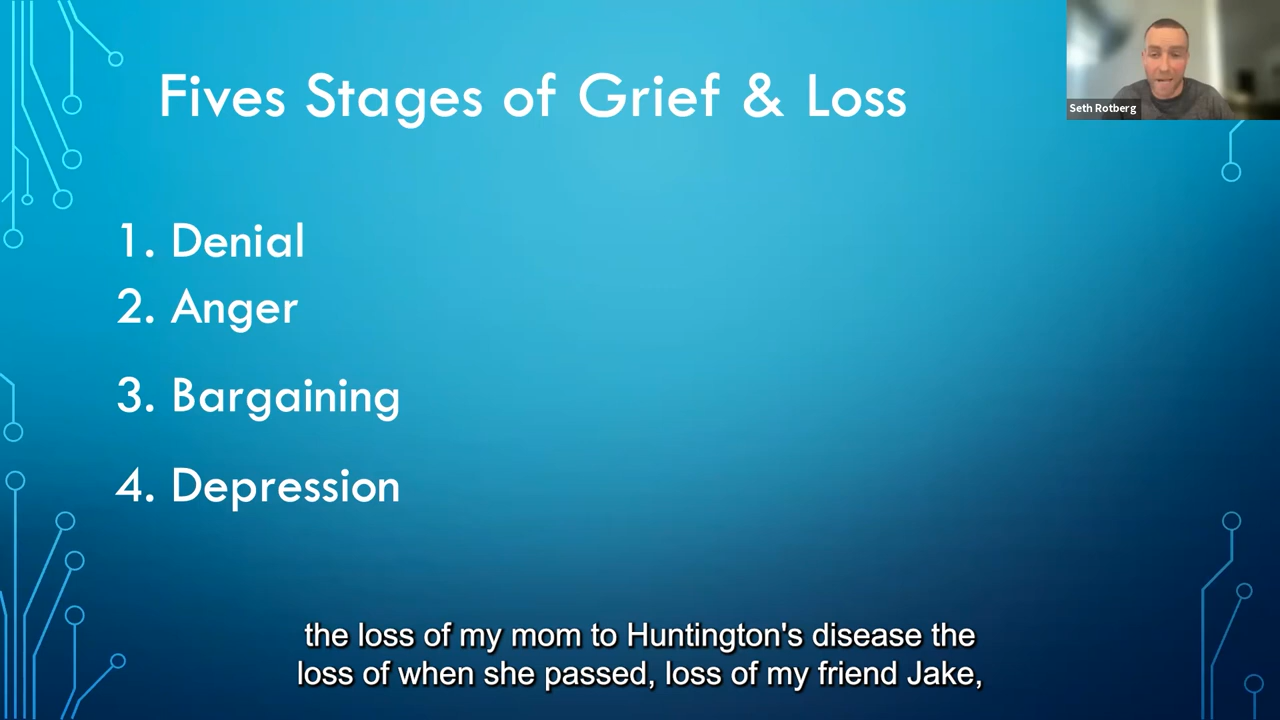 Fives Stages of Grief & Loss
Seth Rotberg
1. Denial
2. Anger
3. Bargaining
4. Depression
the loss of my mom to Huntington's disease the
loss of when she passed, loss of my friend Jake,